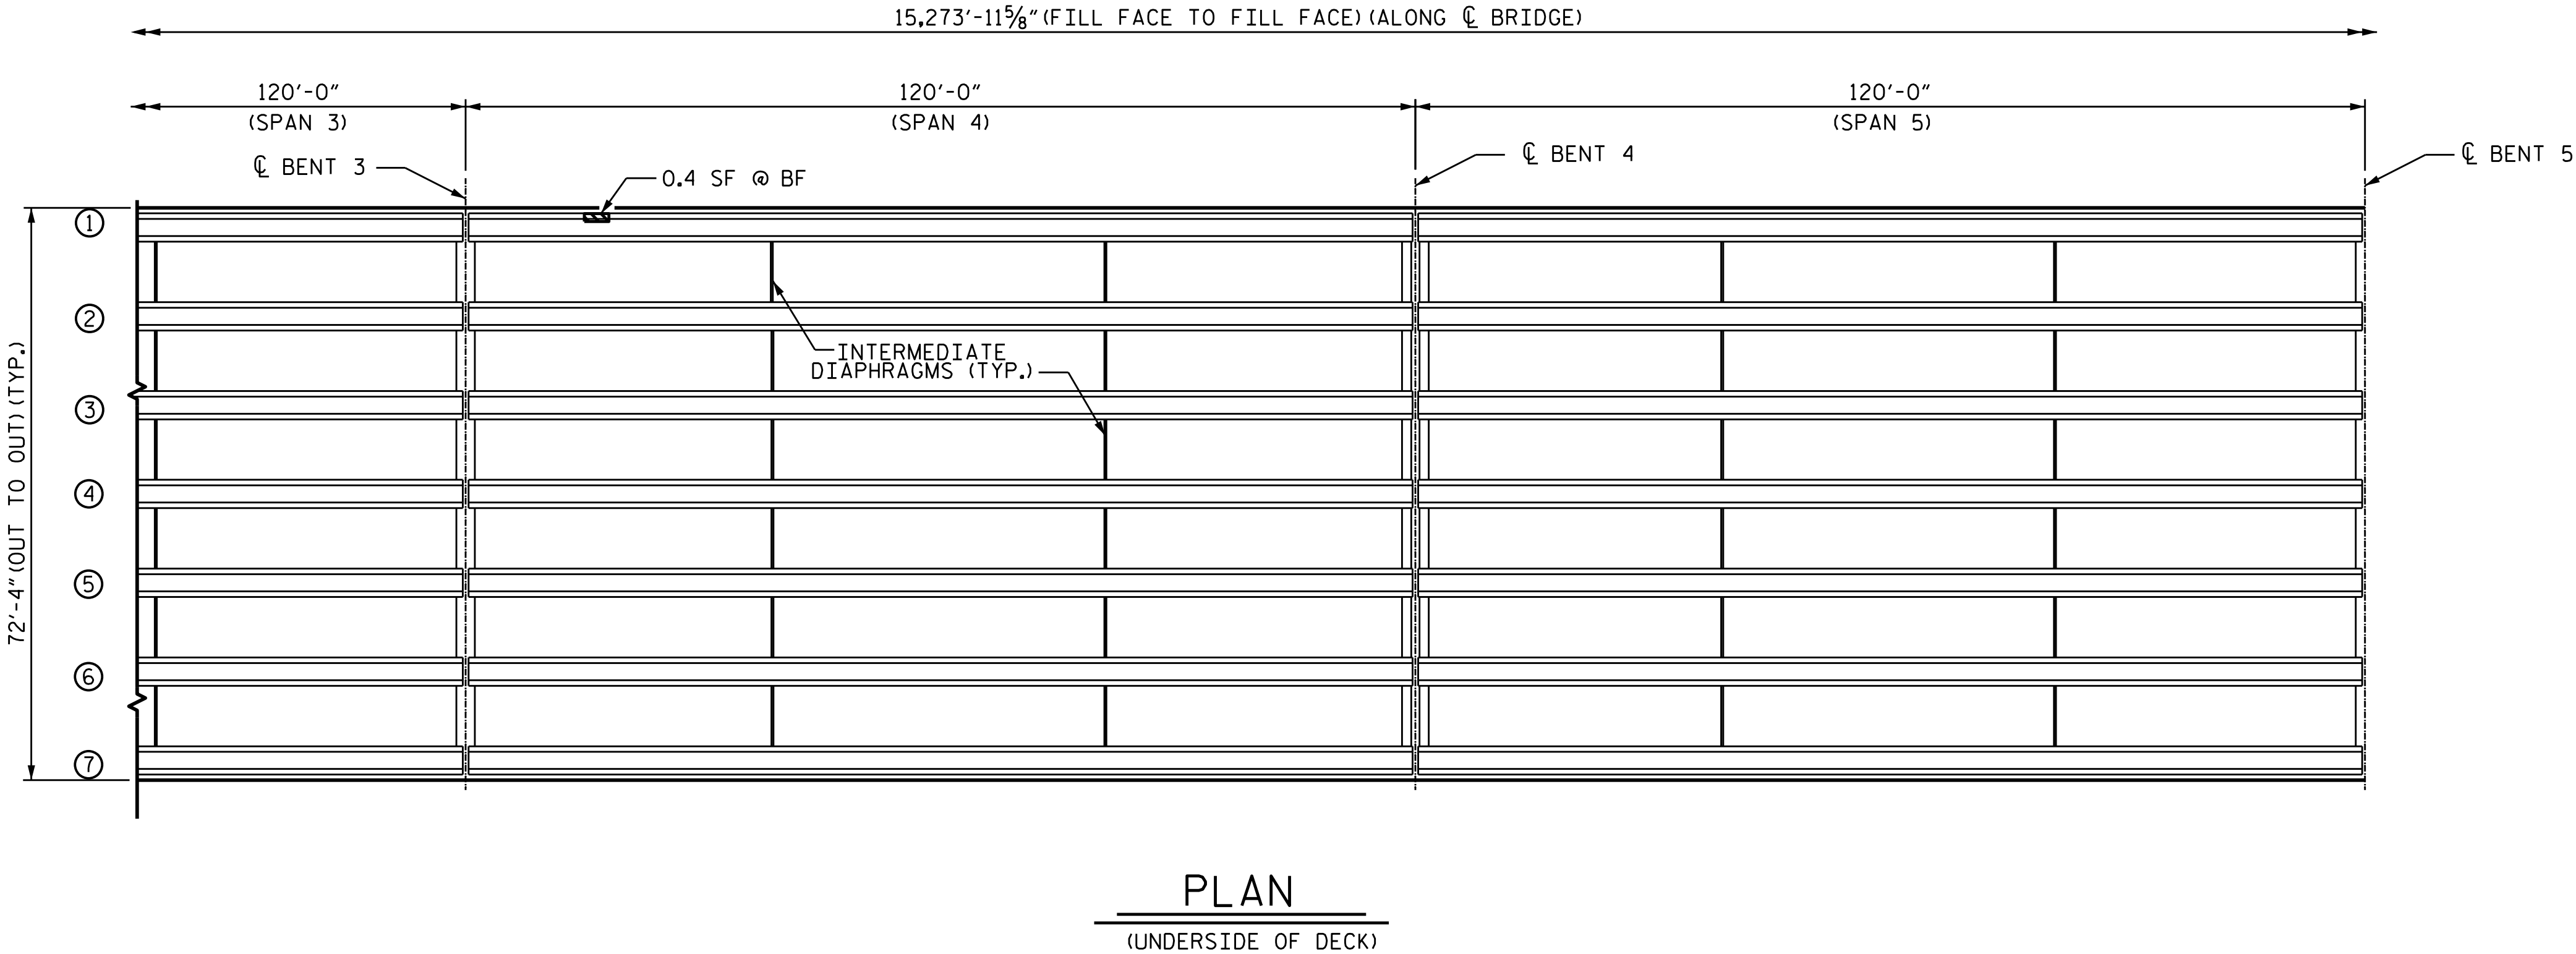 15,273'-11⅝"(FILL FACE TO FILL FACE)(ALONG ℄ BRIDGE)
120'-0"
(SPAN 3)
120'-0"
(SPAN 4)
120'-0"
(SPAN 5)
℄ BENT 3
0.4 SF @ BF
℄ BENT 4
℄ BENT 5
72'-4"(OUT TO OUT)(TYP.)
1
2
3
4
5
6
7
INTERMEDIATE
DIAPHRAGMS (TYP.)
PLAN
(UNDERSIDE OF DECK)